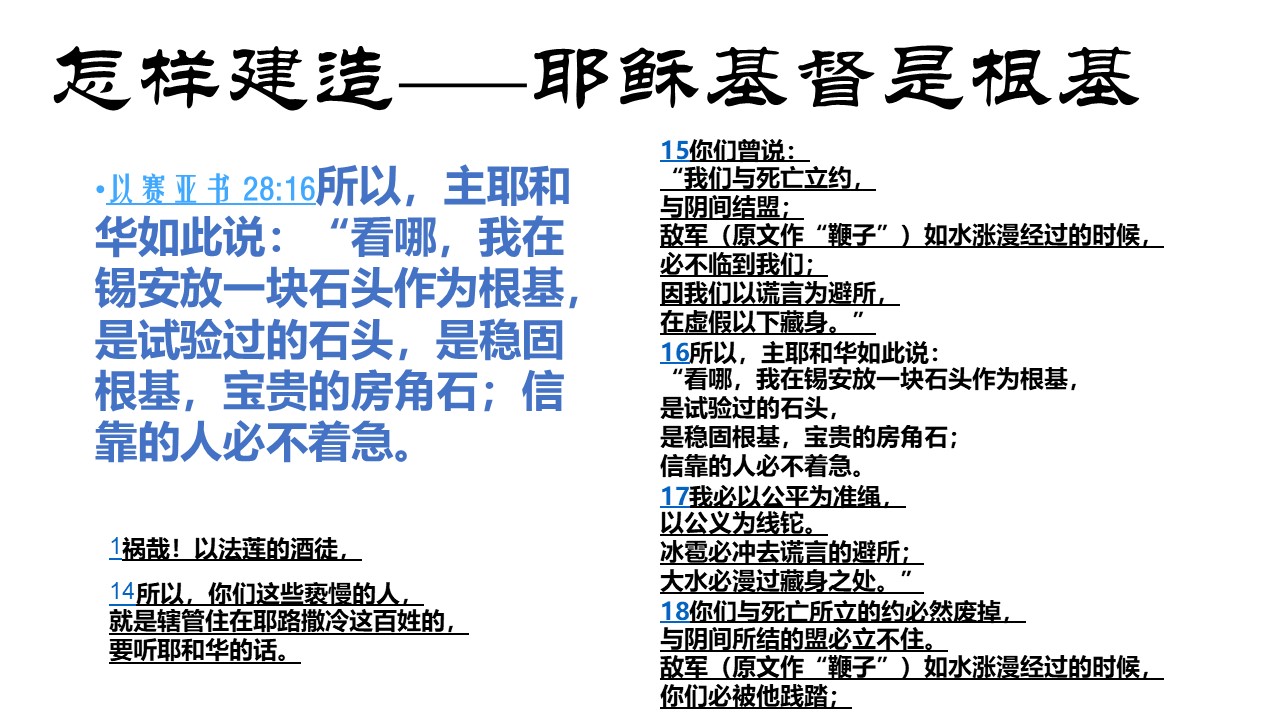 怎样建造——耶稣基督是根基
•以赛亚书 28:16所以，主耶和
华如此说：“看哪，我在
锡安放一块石头作为根基，
是试验过的石头，是稳固
根基，宝贵的房角石；信
靠的人必不着急。
1祸哉！以法莲的酒徒，
14所以，你们这些亵慢的人，
就是辖管住在耶路撒冷这百姓的，
要听耶和华的话。
15你们曾说：
“我们与死亡立约，
与阴间结盟；
敌军（原文作“鞭子”）如水涨漫经过的时候，
必不临到我们；
因我们以谎言为避所，
在虚假以下藏身。”
16所以，主耶和华如此说：
“看哪，我在锡安放一块石头作为根基，
是试验过的石头，
是稳固根基，宝贵的房角石；
信靠的人必不着急。
17我必以公平为准绳，
以公义为线铊。
冰雹必冲去谎言的避所；
大水必漫过藏身之处。”
18你们与死亡所立的约必然废掉，
与阴间所结的盟必立不住。
敌军（原文作“鞭子”）如水涨漫经过的时候，
你们必被他践踏；